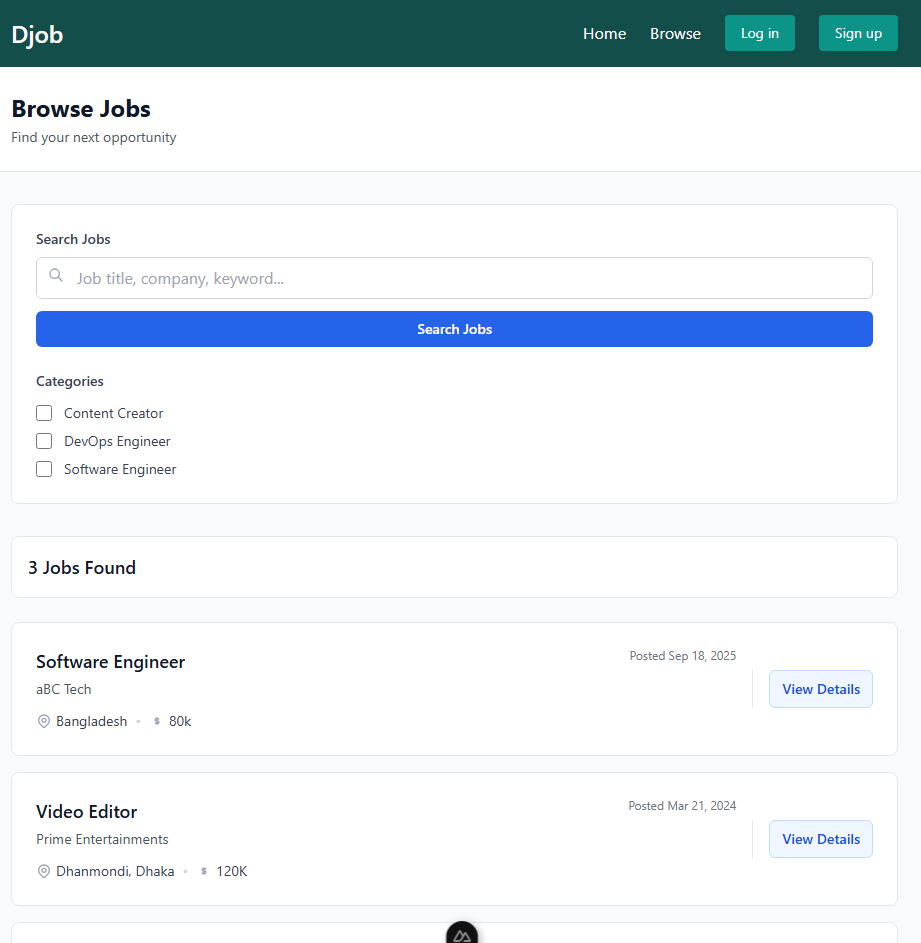 Djob
Home Browse Log in Sign up
Browse Jobs
Find your next opportunity
Search Jobs
Job title, company, keyword...
Search Jobs
Categories
Content Creator
DevOps Engineer
Software Engineer
3 Jobs Found
Software Engineer
Posted Sep 18, 2025
aBC Tech
View Details
Bangladesh • $ 80k
Video Editor
Posted Mar 21, 2024
Prime Entertainments
View Details
Dhanmondi, Dhaka • $ 120K